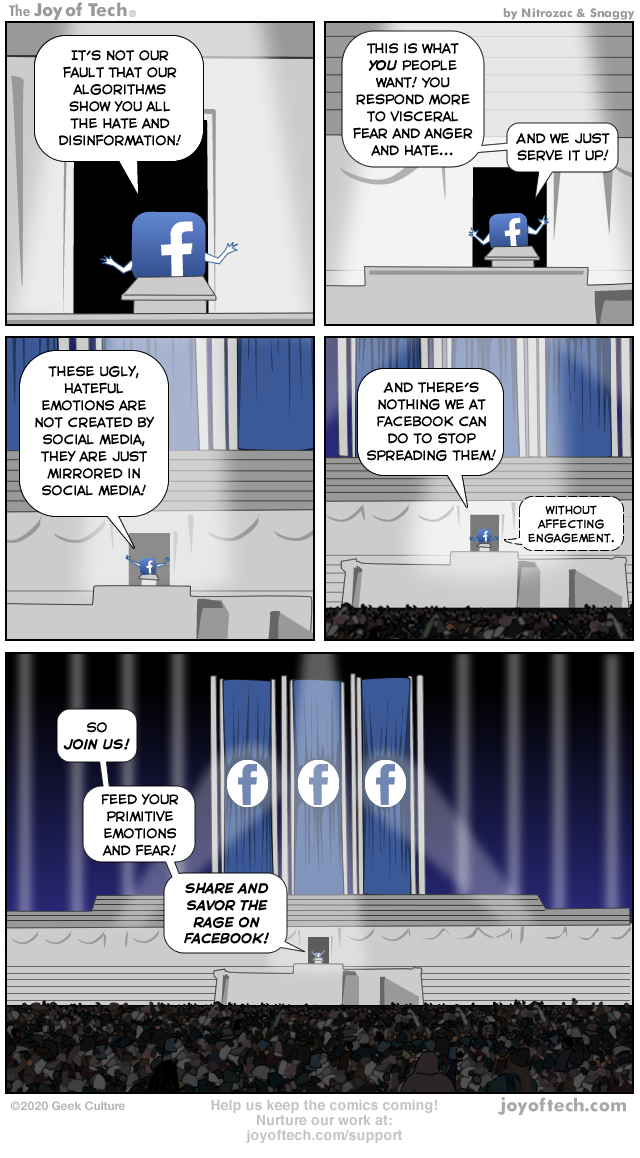 The Joy of Tech®
by Nitrozac & Snaggy
IT'S NOT OUR
FAULT THAT OUR
ALGORITHMS
SHOW YOU ALL
THE HATE AND
DISINFORMATION!
f
THIS IS WHAT
YOU PEOPLE
WANT! YOU
RESPOND MORE
TO VISCERAL
FEAR AND ANGER
AND HATE...
AND WE JUST
SERVE IT UP!
f
THESE UGLY,
HATEFUL
EMOTIONS ARE
NOT CREATED BY
SOCIAL MEDIA,
THEY ARE JUST
MIRRORED IN
SOCIAL MEDIA!
f
AND THERE'S
NOTHING WE AT
FACEBOOK CAN
DO TO STOP
SPREADING THEM!
WITHOUT
AFFECTING
ENGAGEMENT.
f
SO
JOIN US!
FEED YOUR
PRIMITIVE
EMOTIONS
AND FEAR!
SHARE AND
SAVOR THE
RAGE ON
FACEBOOK!
f f f
©2020 Geek Culture
Help us keep the comics coming!
Nurture our work at:
joyoftech.com/support
joyoftech.com